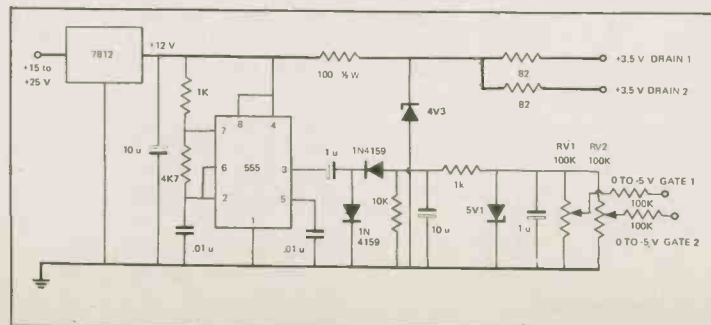 7812
+12 V
+15 to
+25 V
1K
100 ½ W
82
+3.5 V DRAIN 1
82
+3.5 V DRAIN 2
8
4
4V3
7
10 u
4K7
6
555
3
1 u
1N4159
1k
RV1
100K
RV2
100K
2
5
1N
4159
10K
10 u
5V1
1 u
0 TO -5 V GATE 1
100K
100K
0 TO -5 V GATE 2
1
.01 u
.01 u